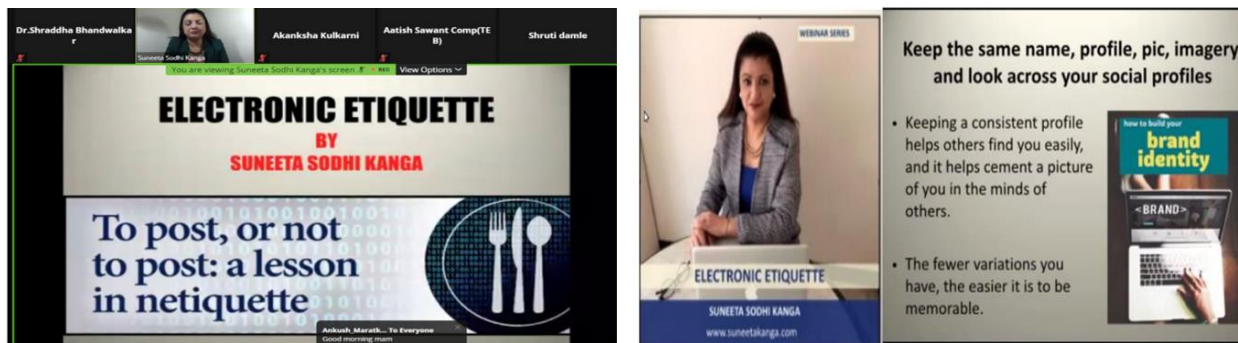 Dr.Shraddha Bhandwalka
r
Suneeta Sodhi Kanga
Akanksha Kulkarni
Aatish Sawant Comp(TE
B)
Shruti damle
You are viewing Suneeta Sodhi Kanga's screen
REC
View Options
ELECTRONIC ETIQUETTE
BY
SUNEETA SODHI KANGA
To post, or not
to post: a lesson
in netiquette
Ankush_Maratk... To Everyone
Good morning mam
WEBINAR SERIES
ELECTRONIC ETIQUETTE
SUNEETA SODHI KANGA
www.suneetakanga.com
Keep the same name, profile, pic, imagery
and look across your social profiles
• Keeping a consistent profile
helps others find you easily,
and it helps cement a picture
of you in the minds of
others.
• The fewer variations you
have, the easier it is to be
memorable.
how to build your
brand
identity
<BRAND>